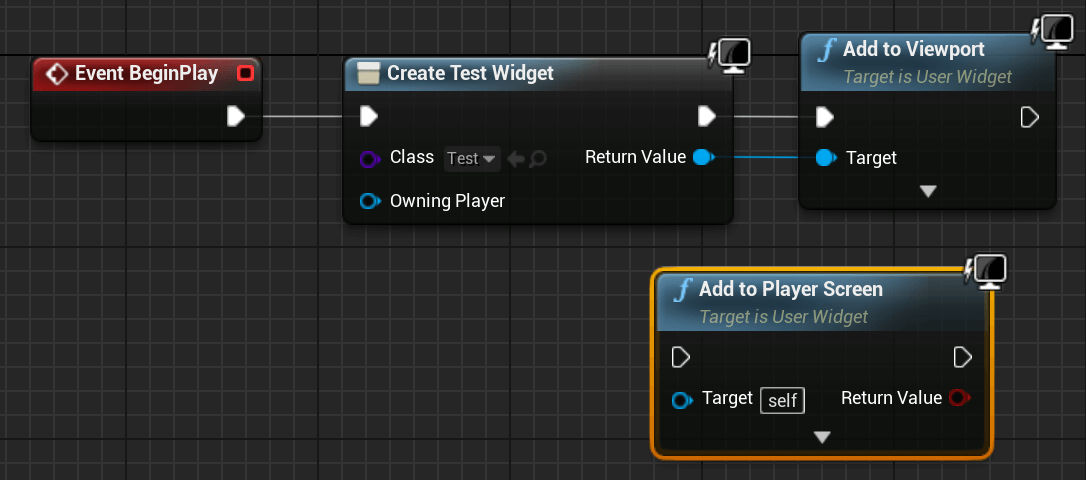 Event BeginPlay
Create Test Widget
Class Test
Return Value
Owning Player
f Add to Viewport
Target is User Widget
Target
f Add to Player Screen
Target is User Widget
Target self
Return Value